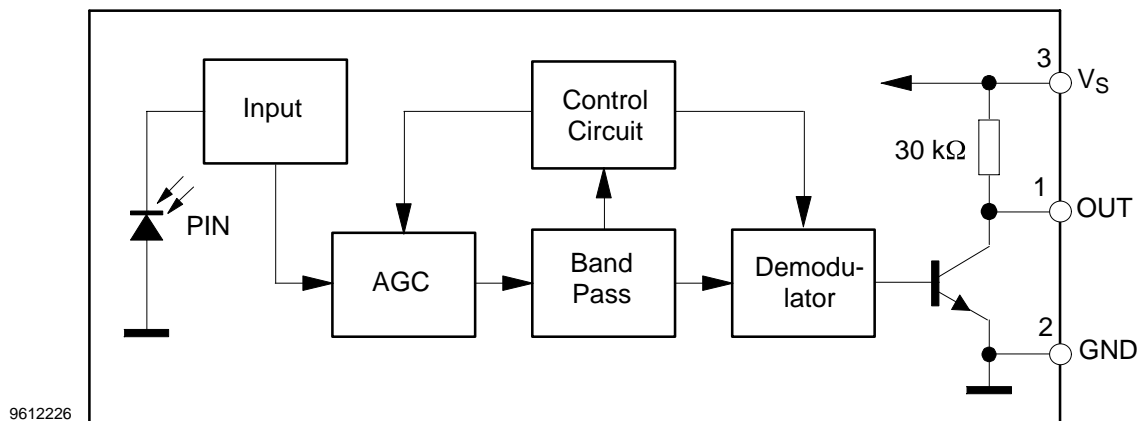 Input
PIN
AGC
Control
Circuit
Band
Pass
Demodu-
lator
30 kΩ
3
VS
1
OUT
2
GND
9612226